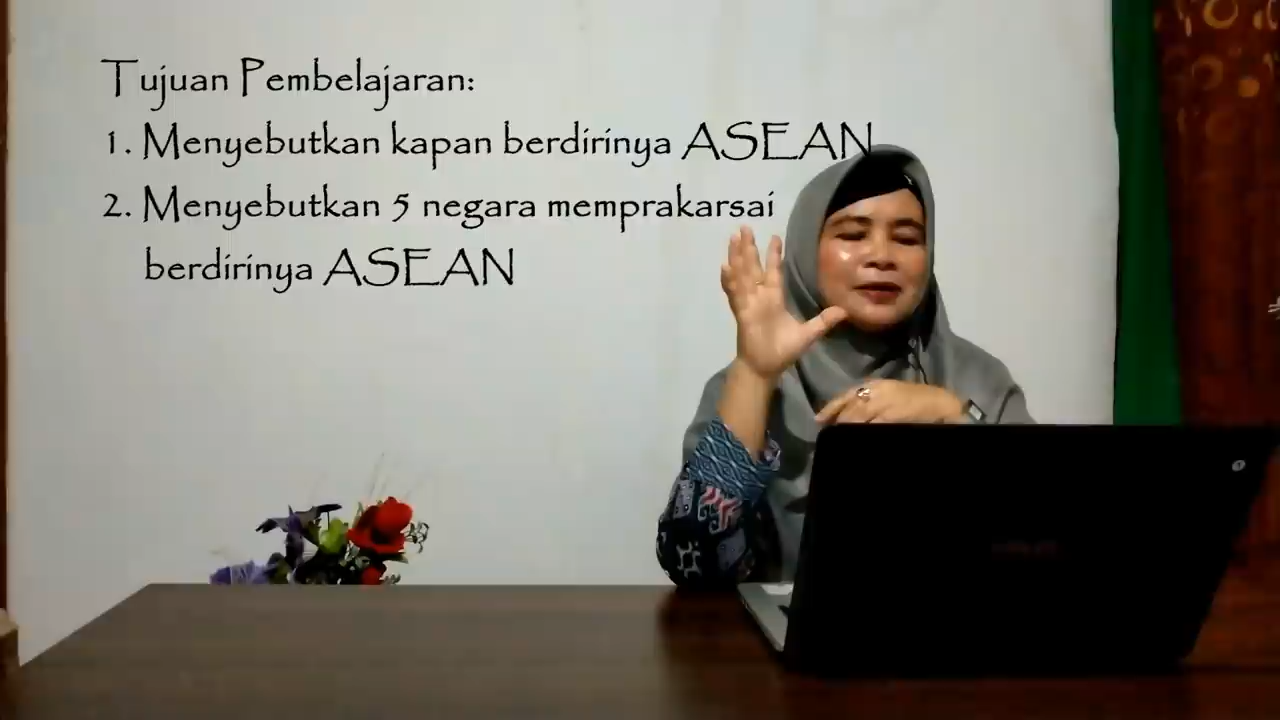 Tujuan Pembelajaran:
1. Menyebutkan kapan berdirinya ASEAN
2. Menyebutkan 5 negara memprakarsai
berdirinya ASEAN